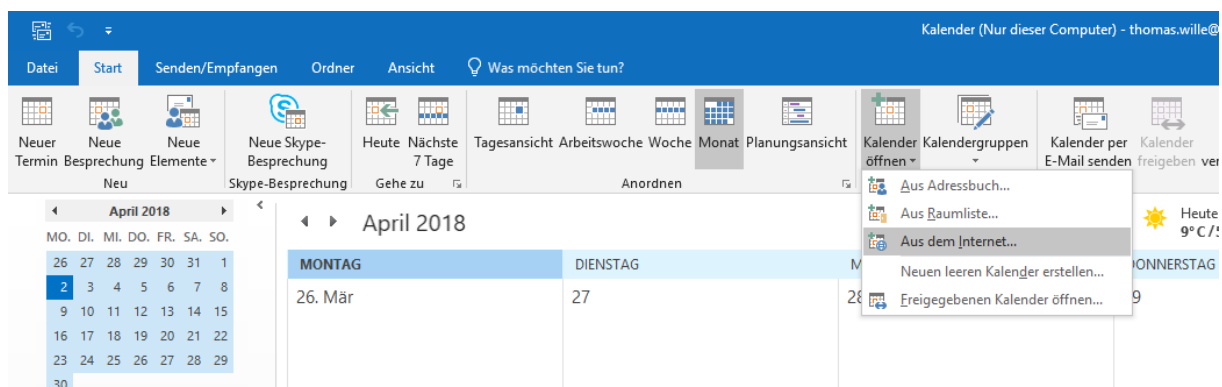 Kalender (Nur dieser Computer) - thomas.wille@
Datei Start Senden/Empfangen Ordner Ansicht Was möchten Sie tun?
Neuer Neue Neue Neue Skype- Heute Nächste Tagesansicht Arbeitswoche Woche Monat Planungsansicht Kalender Kalendergruppen Kalender per Kalender
Termin Besprechung Elemente Besprechung 7 Tage öffnen E-Mail senden freigeben ver
Neu Skype-Besprechung Gehe zu Anordnen
Aus Adressbuch...
Aus Raumliste...
Aus dem Internet...
Neuen leeren Kalender erstellen...
Freigegebenen Kalender öffnen...
April 2018
MO. DI. MI. DO. FR. SA. SO.
26 27 28 29 30 31 1
2 3 4 5 6 7 8
9 10 11 12 13 14 15
16 17 18 19 20 21 22
23 24 25 26 27 28 29
30
April 2018
Heute
9° C / 5
MONTAG DIENSTAG M DONNERSTAG
26. Mär 27 28 29